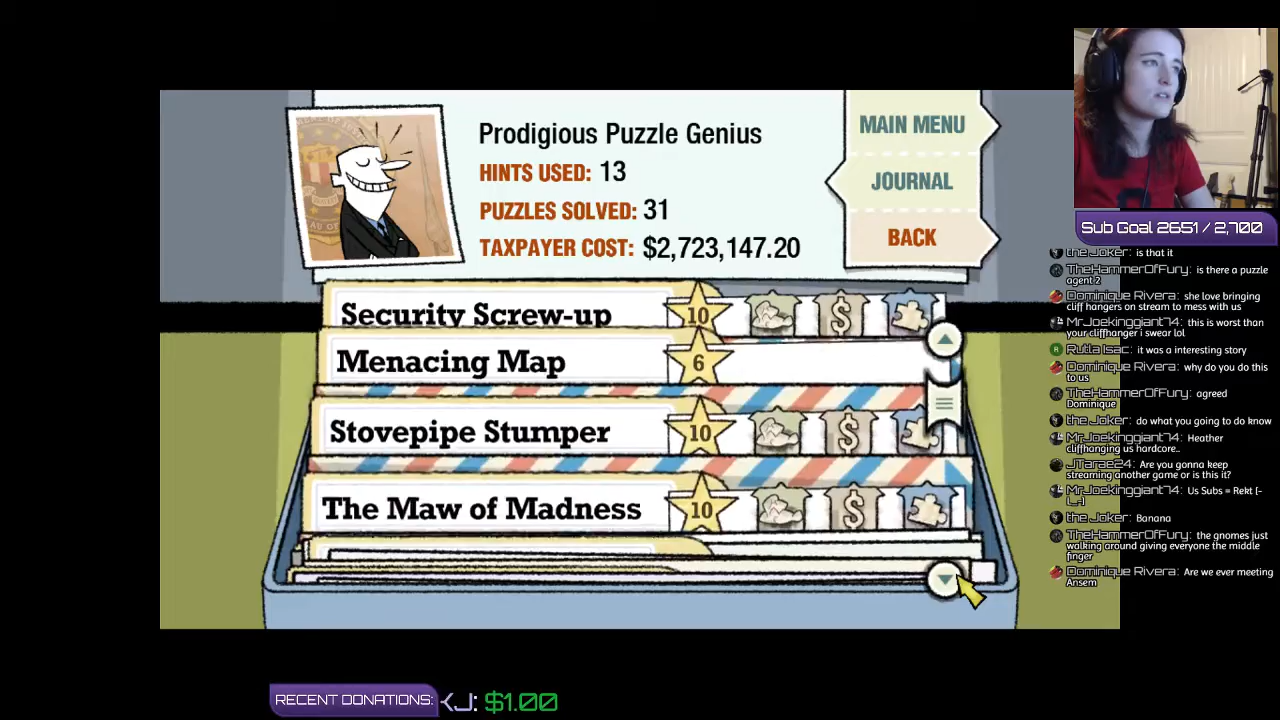 Prodigious Puzzle Genius
HINTS USED: 13
PUZZLES SOLVED: 31
TAXPAYER COST: $2,723,147.20
MAIN MENU
JOURNAL
BACK
Security Screw-up 10 $
Menacing Map 6
Stovepipe Stumper 10 $
The Maw of Madness 10 $
Sub Goal 2651 / 2,700
the Joker: is that it
TheHammerOfFury: is there a puzzle
agent 2
Dominique Rivera: she love bringing
cliff hangers on stream to mess with us
MrJoekinggiant74: this is worst than
your cliffhanger i swear lol
Rutla Isac: it was a interesting story
Dominique Rivera: why do you do this
to us
TheHammerOfFury: agreed
Dominique
the Joker: do what you going to do know
MrJoekinggiant74: Heather
cliffhanging us hardcore..
JTarae24: Are you gonna keep
streaming another game or is this it?
MrJoekinggiant74: Us Subs = Rekt [-
(_-]
the Joker: Banana
TheHammerOfFury: the gnomes just
walking around giving everyone the middle
finger
Dominique Rivera: Are we ever meeting
Ansem
RECENT DONATIONS: KJ: $1.00